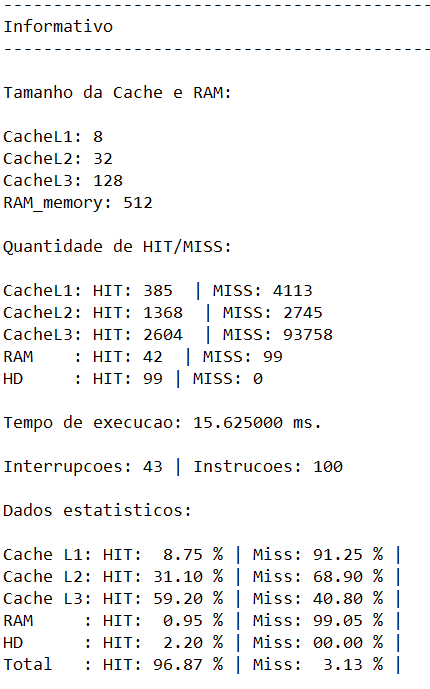 -------------------------------------------
Informativo
-------------------------------------------
Tamanho da Cache e RAM:
CacheL1: 8
CacheL2: 32
CacheL3: 128
RAM_memory: 512
Quantidade de HIT/MISS:
CacheL1: HIT: 385  | MISS: 4113
CacheL2: HIT: 1368  | MISS: 2745
CacheL3: HIT: 2604  | MISS: 93758
RAM    : HIT: 42  | MISS: 99
HD     : HIT: 99 | MISS: 0
Tempo de execucao: 15.625000 ms.
Interrupcoes: 43 | Instrucoes: 100
Dados estatisticos:
Cache L1: HIT:  8.75 % | Miss: 91.25 % |
Cache L2: HIT: 31.10 % | Miss: 68.90 % |
Cache L3: HIT: 59.20 % | Miss: 40.80 % |
RAM     : HIT:  0.95 % | Miss: 99.05 % |
HD      : HIT:  2.20 % | Miss: 00.00 % |
Total   : HIT: 96.87 % | Miss:  3.13 % |